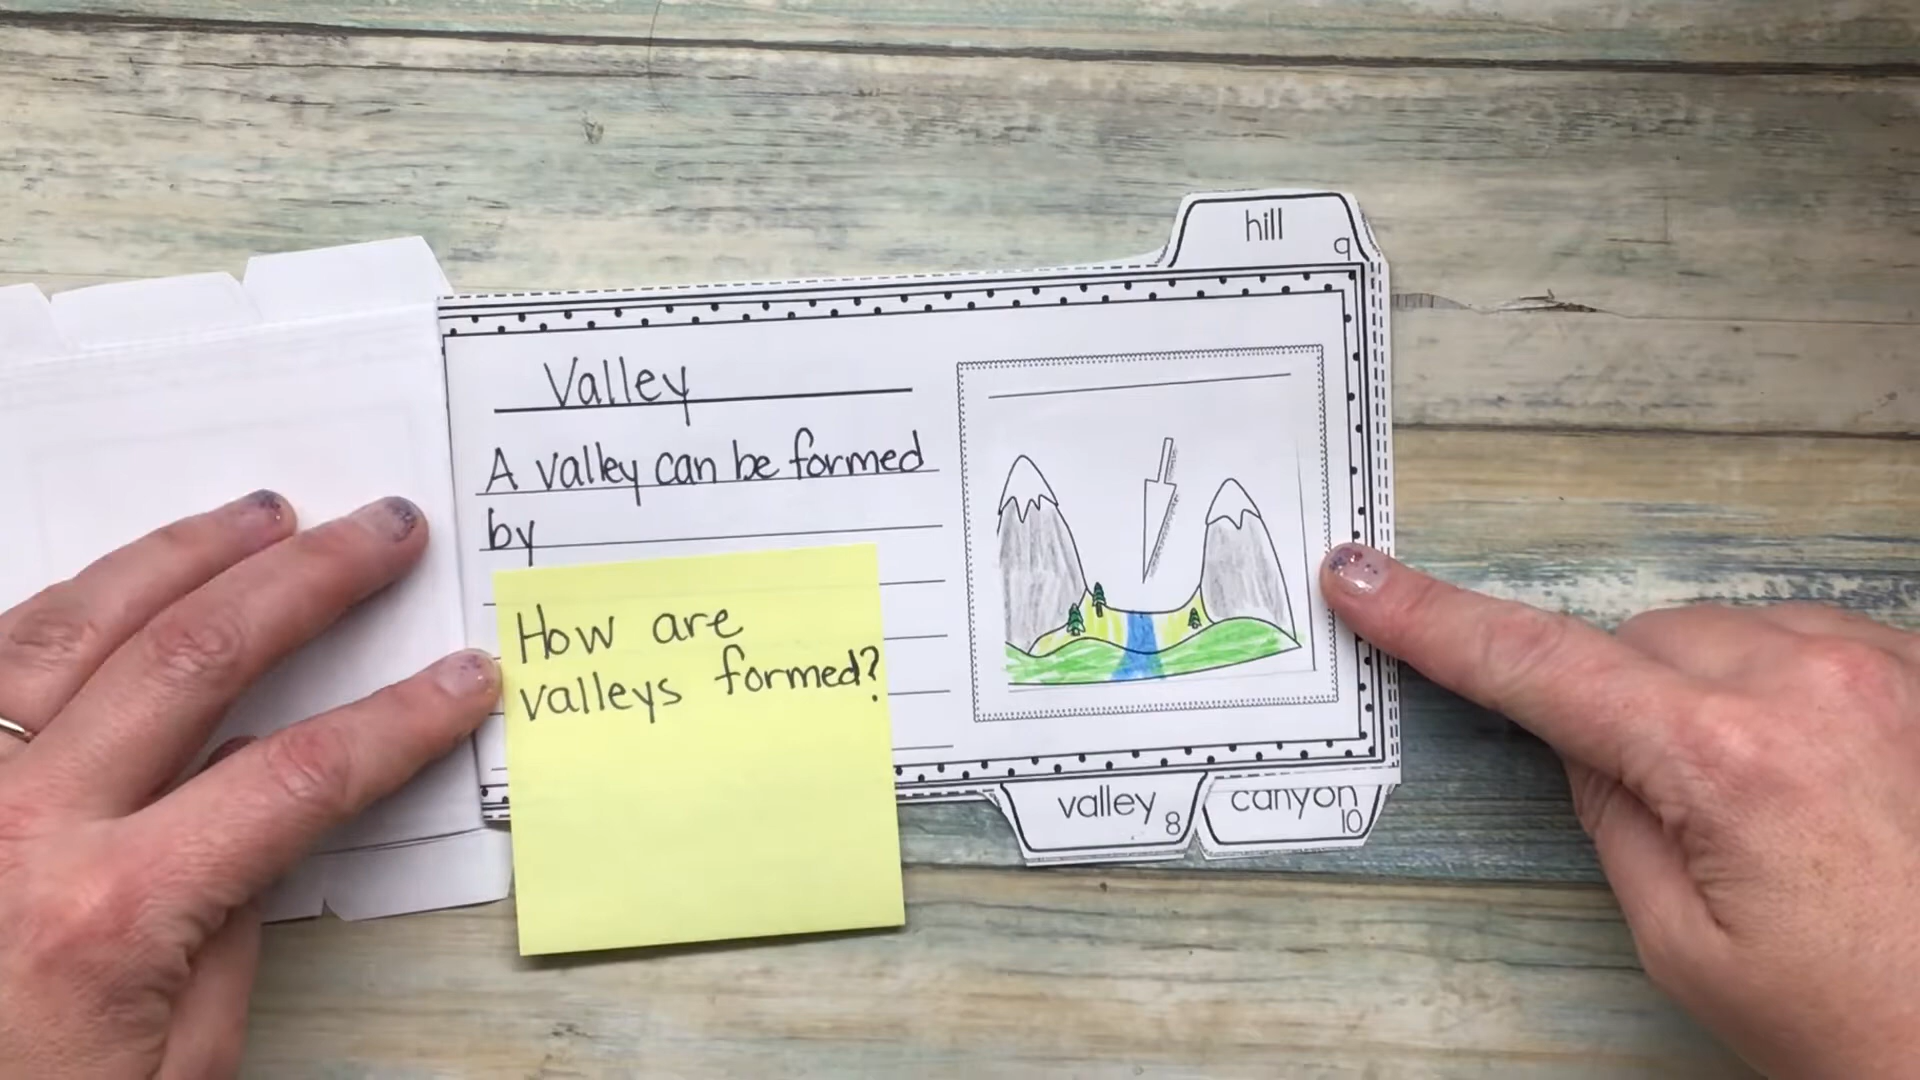 hill
9
Valley
A valley can be formed
by
How are
valleys formed?
valley
8
canyon
10